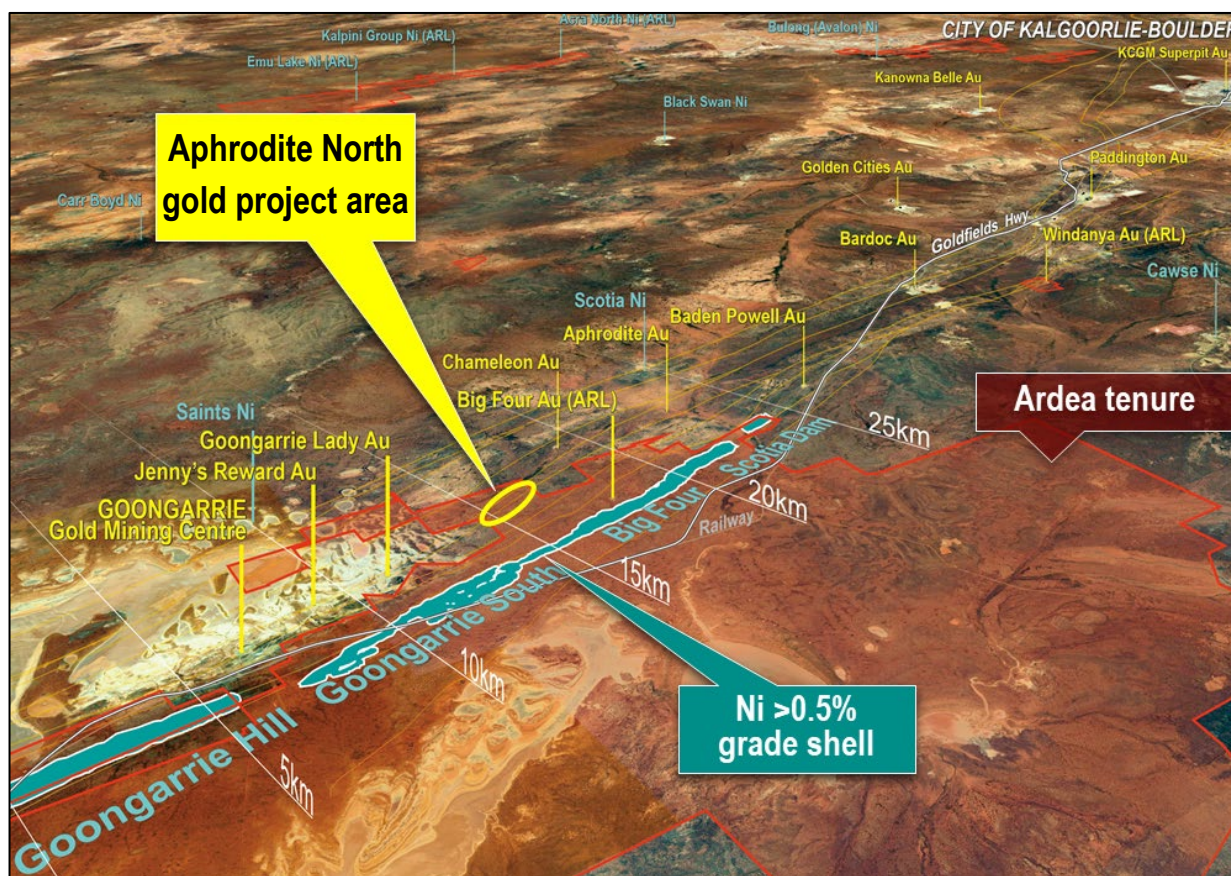 Acra North Ni (ARL)
Kalpini Group Ni (ARL)
Emu Lake Ni (ARL)
Bulong (Avalon) Ni
CITY OF KALGOORLIE-BOULDER
KCGM Superpit Au
Kanowna Belle Au
Black Swan Ni
Aphrodite North
gold project area
Golden Cities Au
Paddington Au
Carr Boyd Ni
Goldfields Hwy
Bardoc Au
Windanya Au (ARL)
Cawse Ni
Scotia Ni
Baden Powell Au
Aphrodite Au
Chameleon Au
Big Four Au (ARL)
Ardea tenure
Saints Ni
Goongarrie Lady Au
Jenny's Reward Au
GOONGARRIE
Gold Mining Centre
25km
Scotia Dam
20km
Big Four
Railway
15km
Goongarrie South
10km
Ni >0.5%
grade shell
Goongarrie Hill
5km